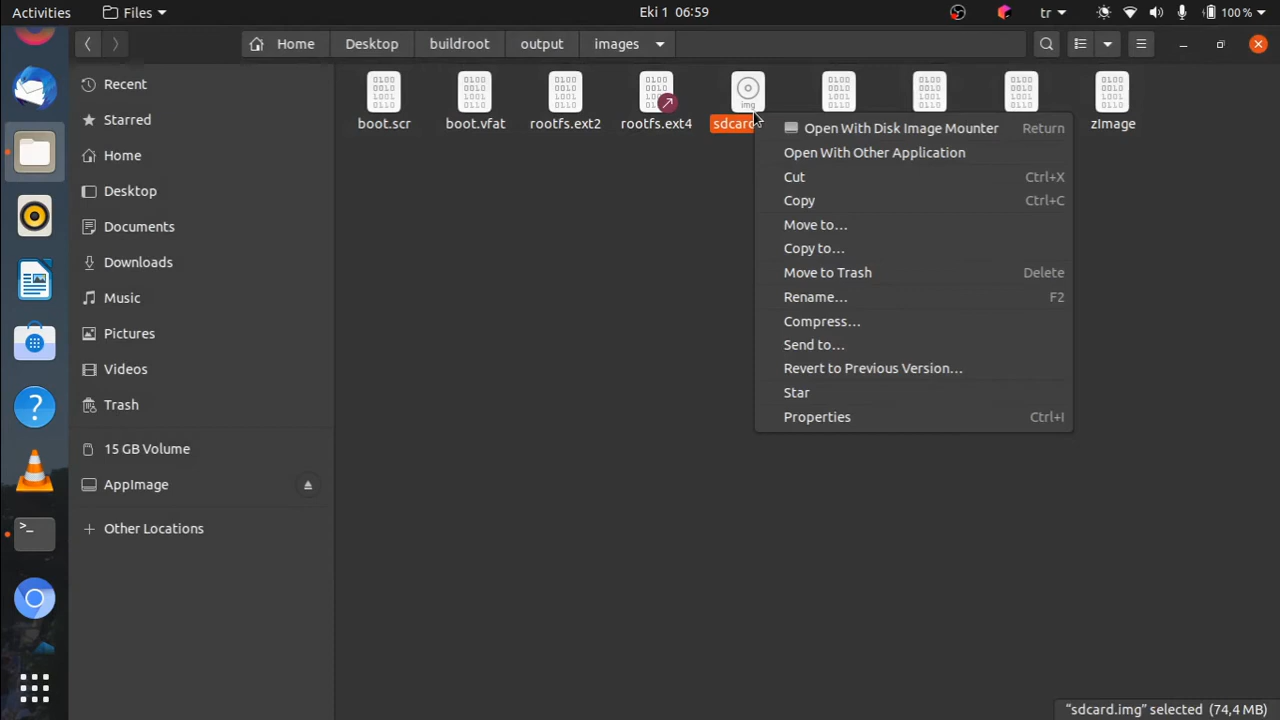 Activities
Files
Eki 1 06:59
tr
100 %
Home
Desktop
buildroot
output
images
Recent
Starred
Home
Desktop
Documents
Downloads
Music
Pictures
Videos
Trash
15 GB Volume
AppImage
Other Locations
boot.scr
boot.vfat
rootfs.ext2
rootfs.ext4
sdcard
zImage
img
Open With Disk Image Mounter Return
Open With Other Application
Cut Ctrl+X
Copy Ctrl+C
Move to…
Copy to…
Move to Trash Delete
Rename… F2
Compress…
Send to…
Revert to Previous Version…
Star
Properties Ctrl+I
“sdcard.img” selected (74,4 MB)